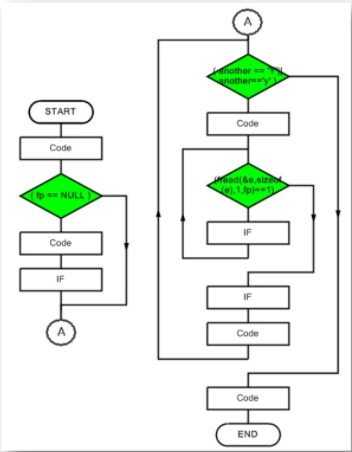 START
Code
( fp == NULL )
Code
IF
A
A
( another == 'Y'||
another=='y' )
Code
(fread(&e,sizeof
(e),1,fp)==1)
IF
IF
Code
Code
END